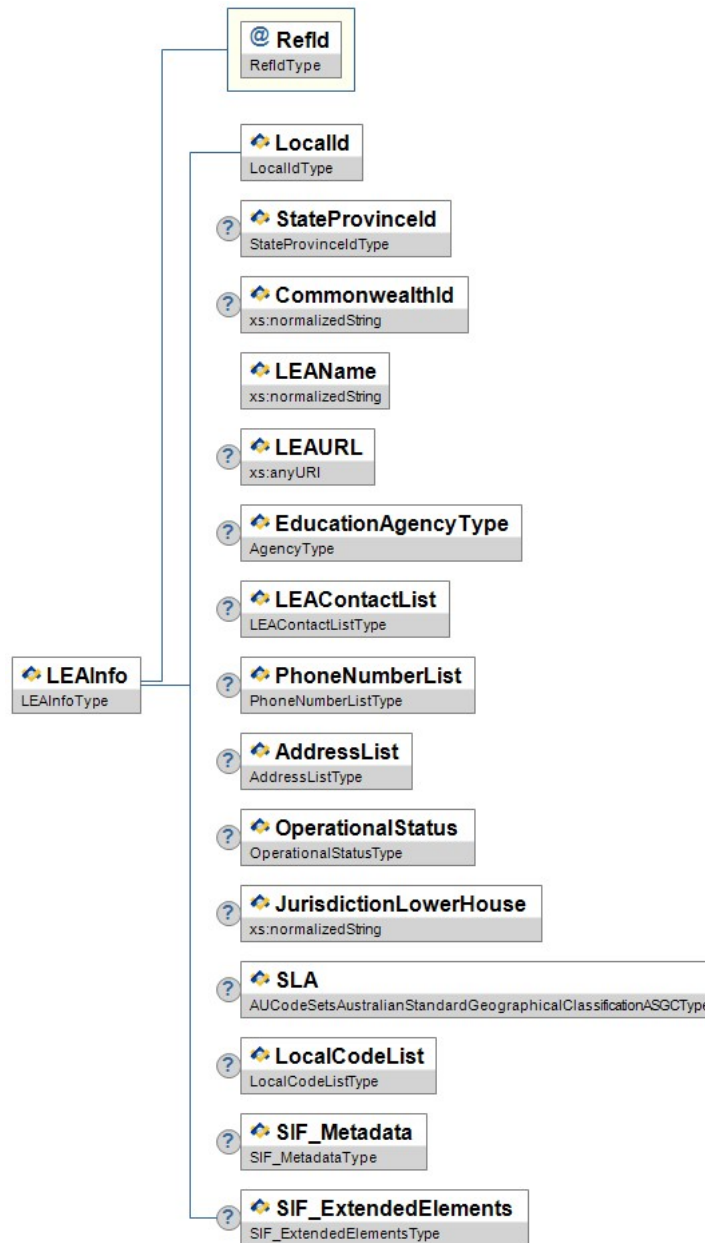 @ RefId
RefIdType
LocalId
LocalIdType
? StateProvinceId
StateProvinceIdType
? CommonwealthId
xs:normalizedString
LEAName
xs:normalizedString
? LEAURL
xs:anyURI
? EducationAgencyType
AgencyType
? LEAContactList
LEAContactListType
LEAInfo
LEAInfoType
? PhoneNumberList
PhoneNumberListType
? AddressList
AddressListType
? OperationalStatus
OperationalStatusType
? JurisdictionLowerHouse
xs:normalizedString
? SLA
AUCodeSetsAustralianStandardGeographicalClassificationASGCType
? LocalCodeList
LocalCodeListType
? SIF_Metadata
SIF_MetadataType
? SIF_ExtendedElements
SIF_ExtendedElementsType